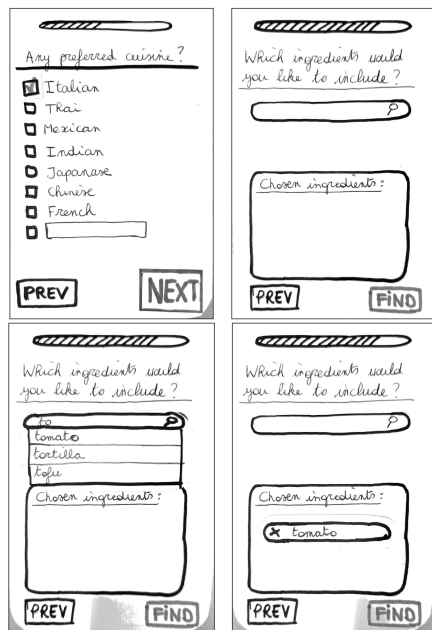 Any preferred cuisine?
Italian
Thai
Mexican
Indian
Japanase
Chinese
French
PREV
NEXT
Which ingredients would
you like to include?
Chosen ingredients:
PREV
FiND
Which ingredients would
you like to include?
to
tomato
tortilla
tofu
Chosen ingredients:
PREV
FiND
Which ingredients would
you like to include?
Chosen ingredients:
x tomato
PREV
FiND